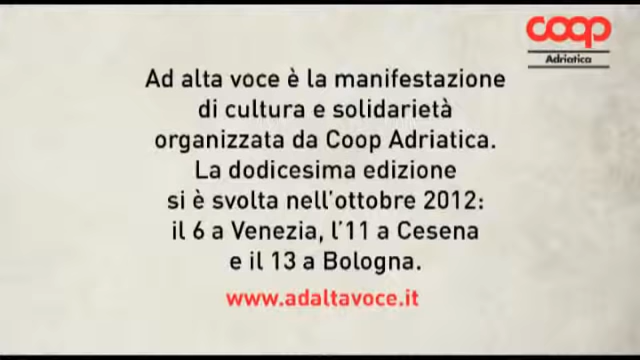 coop
Adriatica
Ad alta voce è la manifestazione
di cultura e solidarietà
organizzata da Coop Adriatica.
La dodicesima edizione
si è svolta nell'ottobre 2012:
il 6 a Venezia, l'11 a Cesena
e il 13 a Bologna.
www.adaltavoce.it